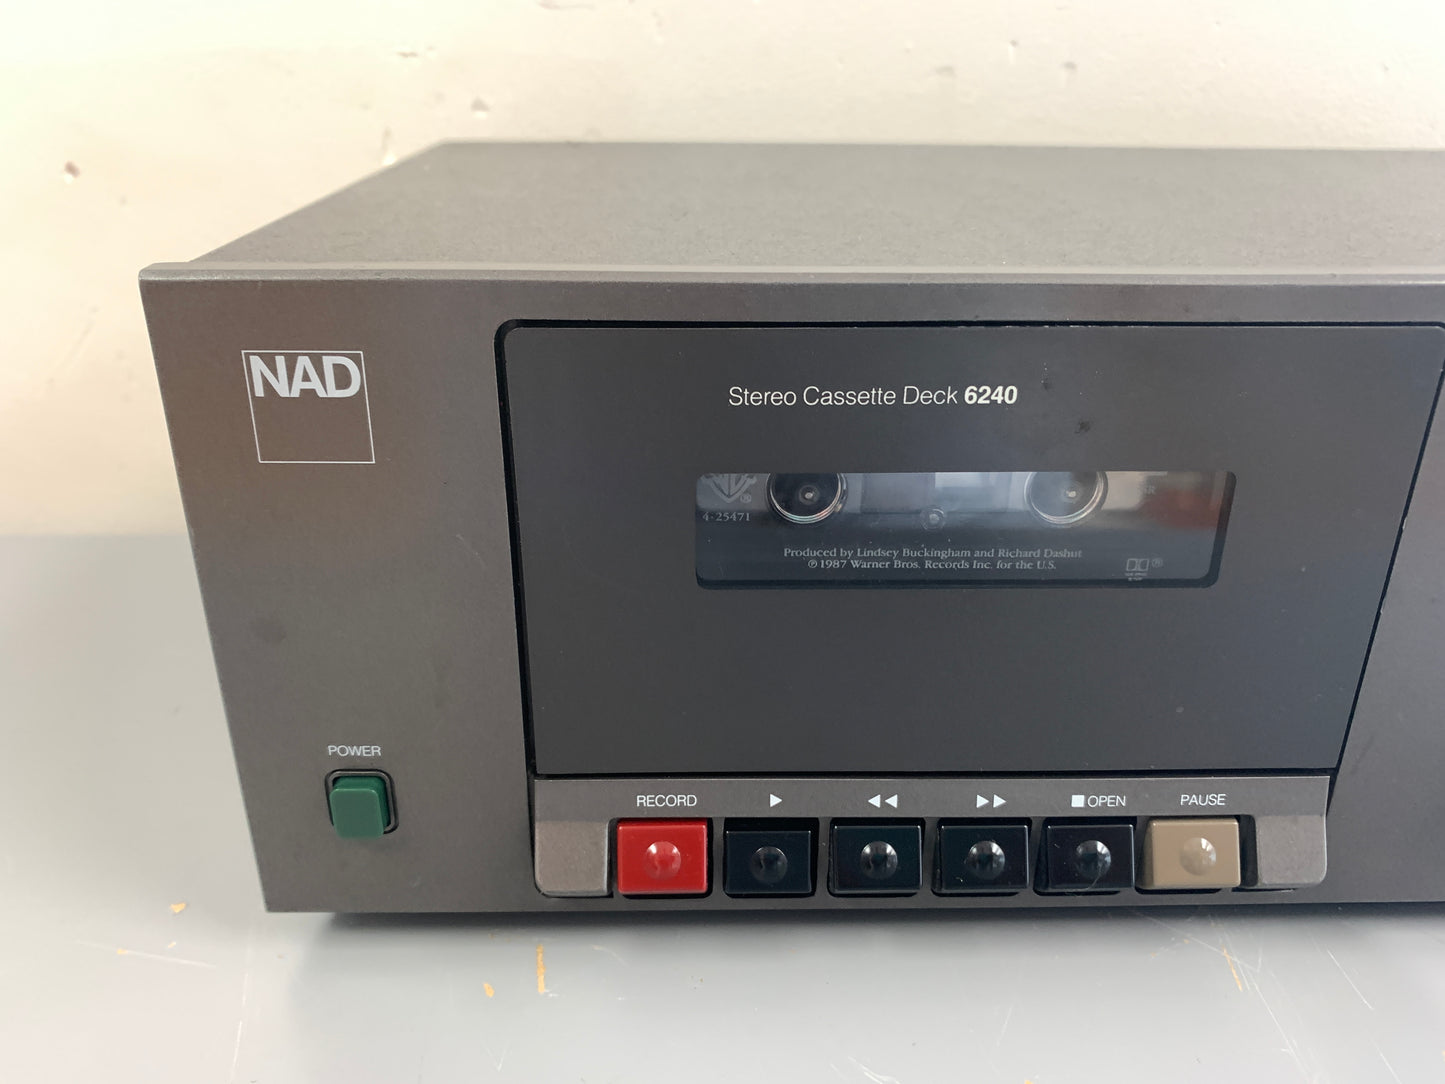 NAD
Stereo Cassette Deck 6240
4-25471
Produced by Lindsey Buckingham and Richard Dashut
℗ 1987 Warner Bros. Records Inc. for the U.S.
POWER
RECORD
OPEN
PAUSE